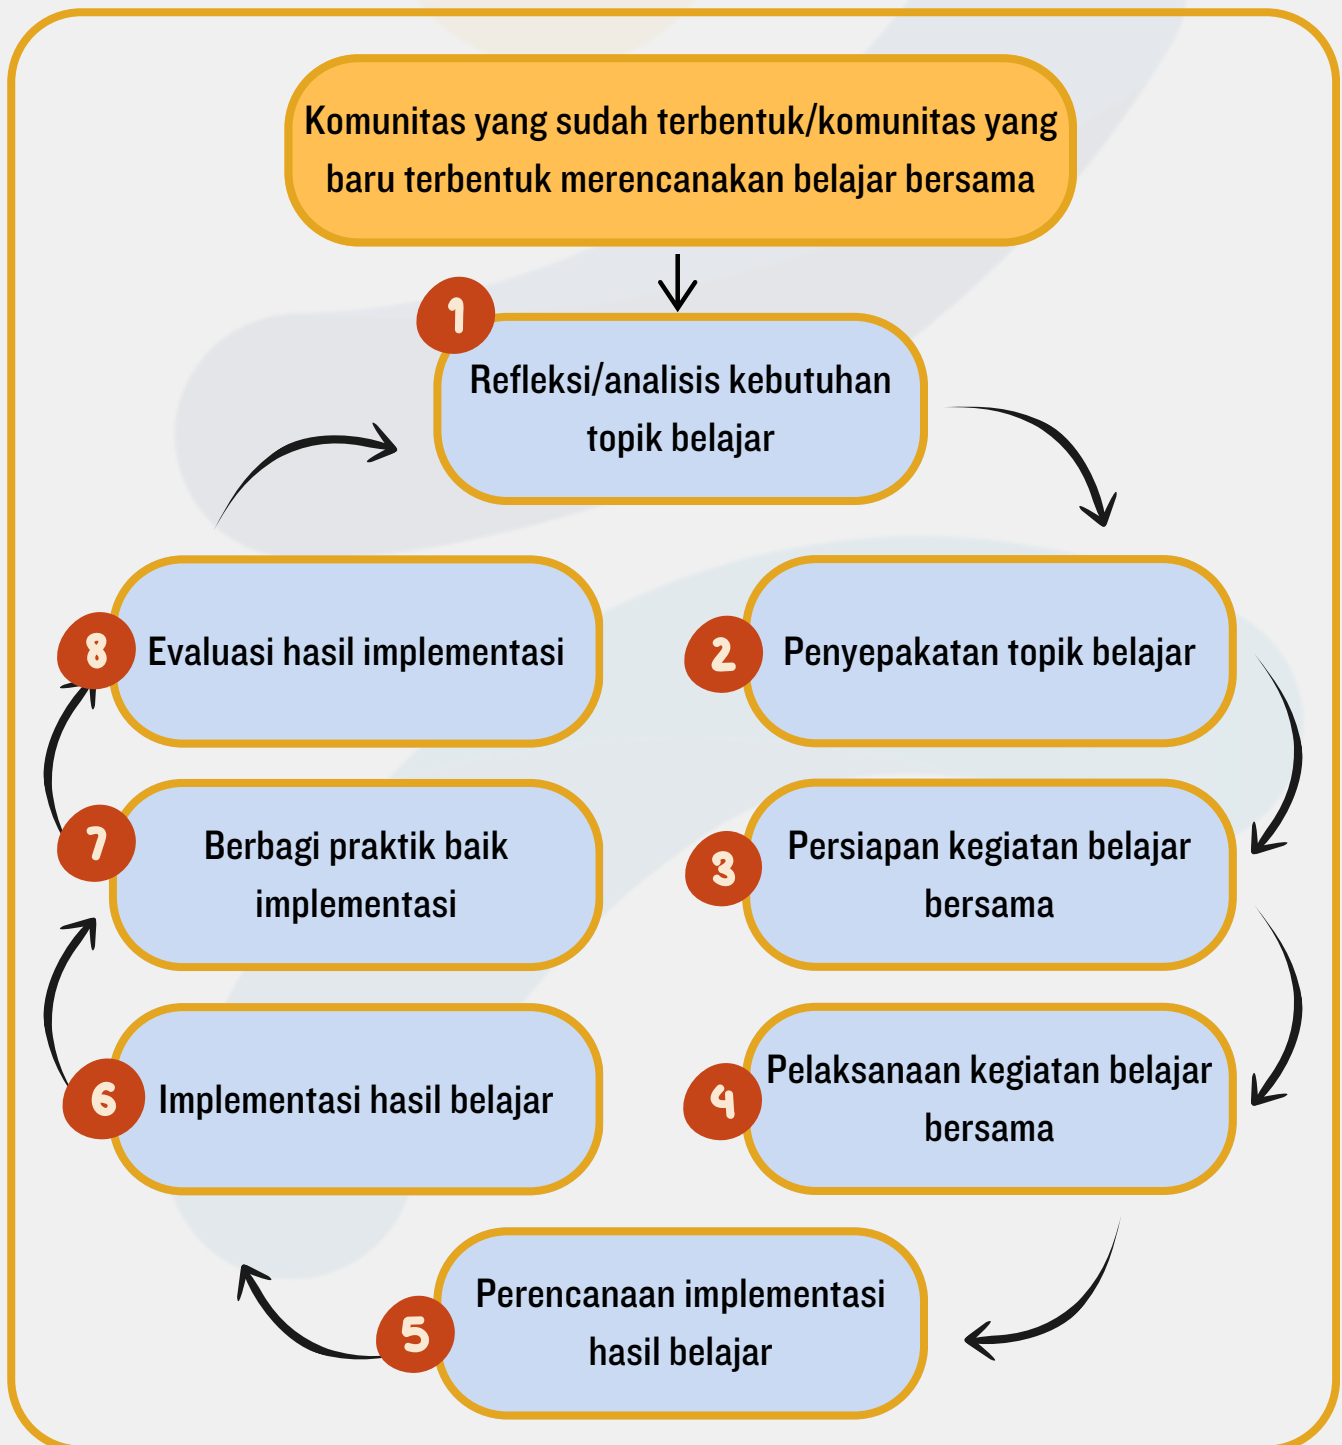 Komunitas yang sudah terbentuk/komunitas yang
baru terbentuk merencanakan belajar bersama
1
Refleksi/analisis kebutuhan
topik belajar
2
Penyepakatan topik belajar
3
Persiapan kegiatan belajar
bersama
4
Pelaksanaan kegiatan belajar
bersama
5
Perencanaan implementasi
hasil belajar
6
Implementasi hasil belajar
7
Berbagi praktik baik
implementasi
8
Evaluasi hasil implementasi